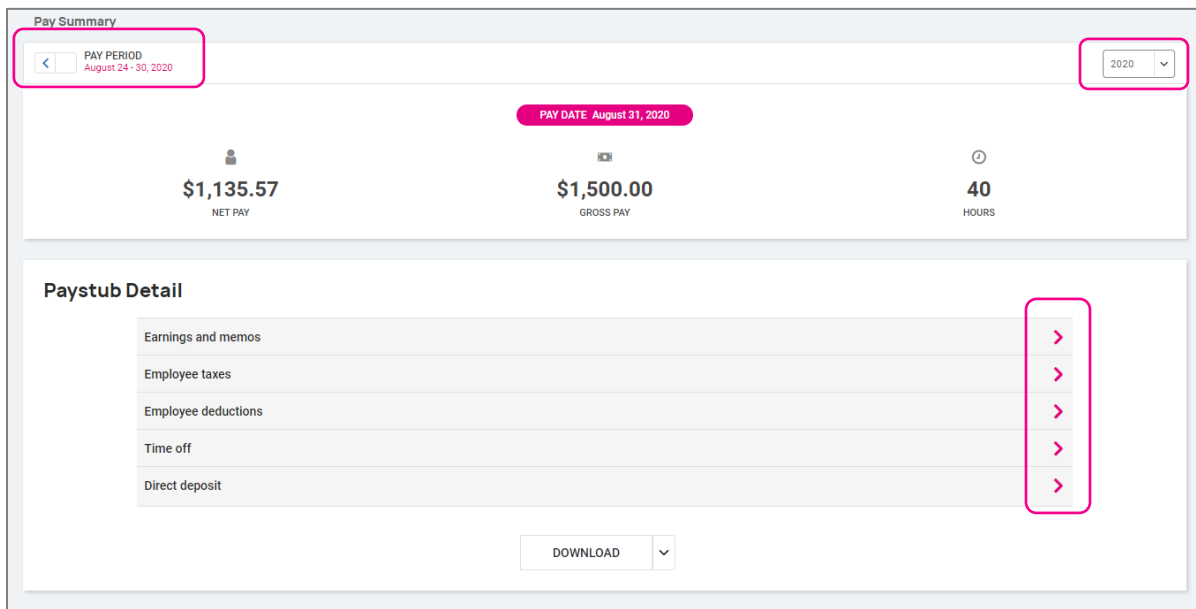 Pay Summary
PAY PERIOD
August 24 - 30, 2020
2020
PAY DATE August 31, 2020
$1,135.57
NET PAY
$1,500.00
GROSS PAY
40
HOURS
Paystub Detail
Earnings and memos
Employee taxes
Employee deductions
Time off
Direct deposit
DOWNLOAD